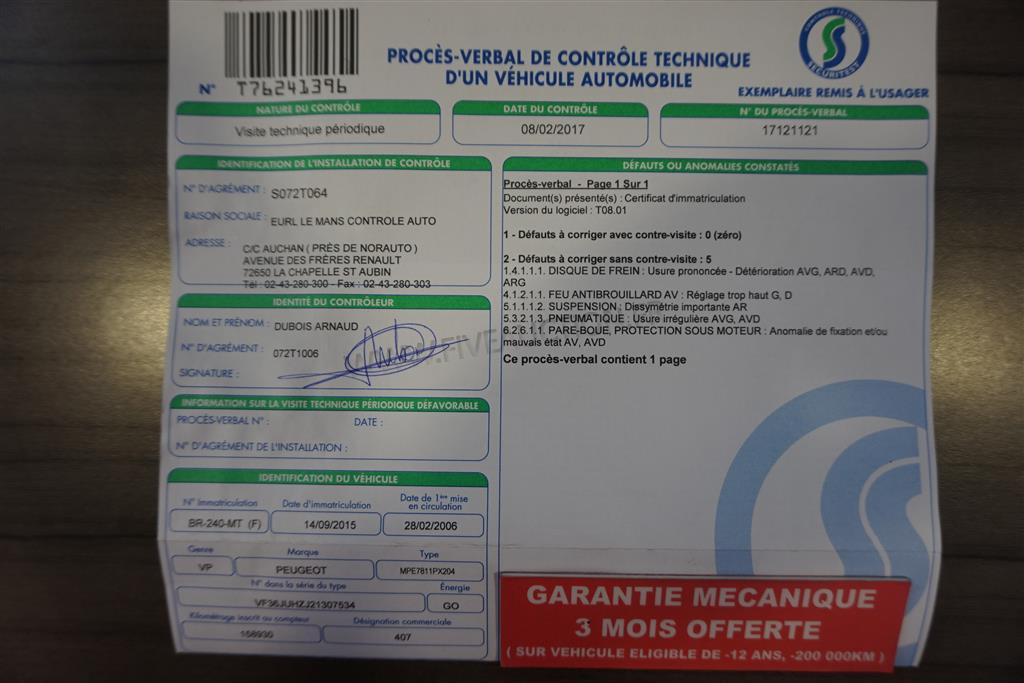 N° T76241396
PROCÈS-VERBAL DE CONTRÔLE TECHNIQUE
D'UN VÉHICULE AUTOMOBILE
CONTROLE TECHNIQUE
SECURITEST
EXEMPLAIRE REMIS À L'USAGER
NATURE DU CONTRÔLE
Visite technique périodique
DATE DU CONTRÔLE
08/02/2017
N° DU PROCÈS-VERBAL
17121121
IDENTIFICATION DE L'INSTALLATION DE CONTRÔLE
N° D'AGRÉMENT : S072T064
RAISON SOCIALE : EURL LE MANS CONTROLE AUTO
ADRESSE : C/C AUCHAN ( PRÈS DE NORAUTO )
AVENUE DES FRÈRES RENAULT
72650 LA CHAPELLE ST AUBIN
Tél : 02-43-280-300 - Fax : 02-43-280-303
IDENTITÉ DU CONTRÔLEUR
NOM ET PRÉNOM : DUBOIS ARNAUD
N° D'AGRÉMENT : 072T1006
SIGNATURE :
INFORMATION SUR LA VISITE TECHNIQUE PÉRIODIQUE DÉFAVORABLE
PROCÈS-VERBAL N° : DATE :
N° D'AGRÉMENT DE L'INSTALLATION :
IDENTIFICATION DU VÉHICULE
N° Immatriculation Date d'immatriculation Date de 1ère mise
en circulation
BR-240-MT (F) 14/09/2015 28/02/2006
Genre Marque Type
VP PEUGEOT MPE7811PX204
N° dans la série du type Énergie
VF36JUHZJ21307534 GO
Kilométrage inscrit au compteur Désignation commerciale
158930 407
DÉFAUTS OU ANOMALIES CONSTATÉS
Procès-verbal - Page 1 Sur 1
Document(s) présenté(s) : Certificat d'immatriculation
Version du logiciel : T08.01
1 - Défauts à corriger avec contre-visite : 0 (zéro)
2 - Défauts à corriger sans contre-visite : 5
1.4.1.1.1. DISQUE DE FREIN : Usure prononcée - Détérioration AVG, ARD, AVD,
ARG
4.1.2.1.1. FEU ANTIBROUILLARD AV : Réglage trop haut G, D
5.1.1.1.2. SUSPENSION : Dissymétrie importante AR
5.3.2.1.3. PNEUMATIQUE : Usure irrégulière AVG, AVD
6.2.6.1.1. PARE-BOUE, PROTECTION SOUS MOTEUR : Anomalie de fixation et/ou
mauvais état AV, AVD
Ce procès-verbal contient 1 page
GARANTIE MECANIQUE
3 MOIS OFFERTE
( SUR VEHICULE ELIGIBLE DE -12 ANS, -200 000KM )